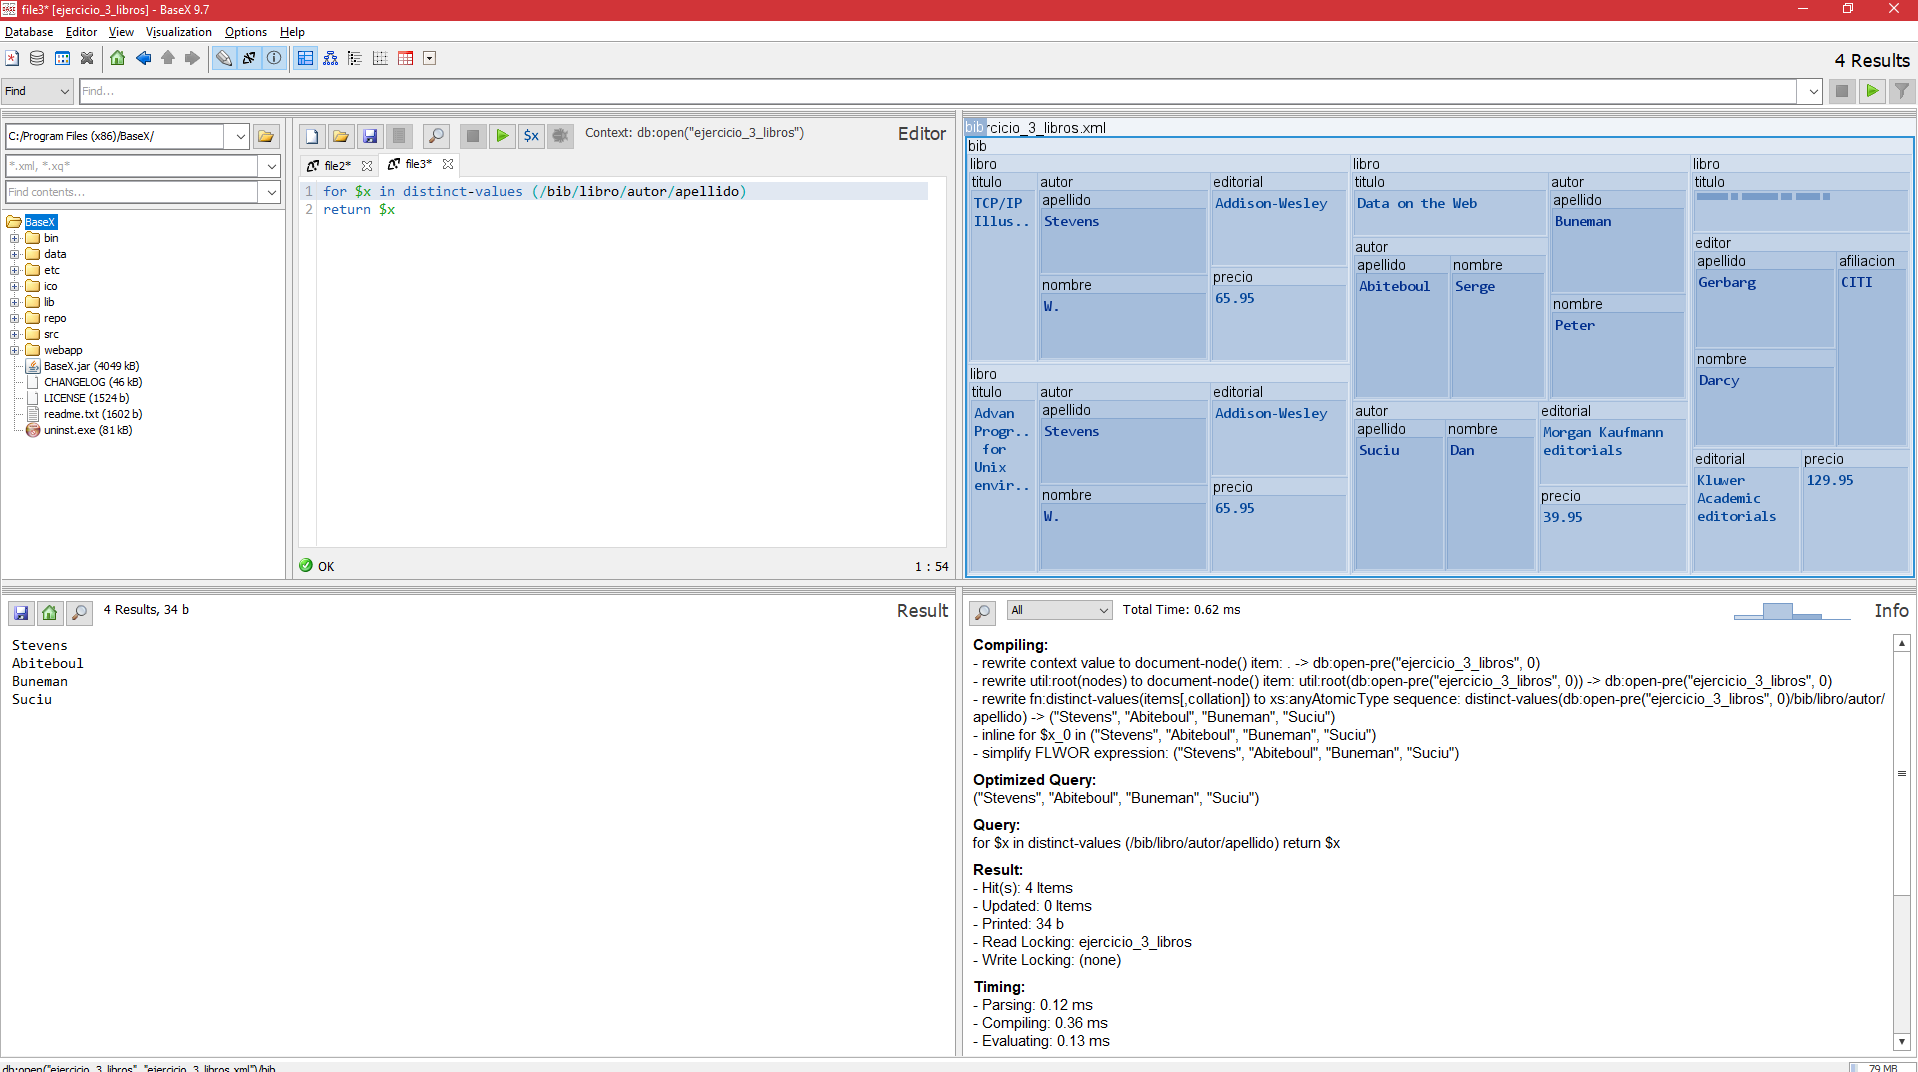 file3* [ejercicio_3_libros] - BaseX 9.7
Database Editor View Visualization Options Help
4 Results
Find Find...
C:/Program Files (x86)/BaseX/
*.xml, *.xq*
Find contents...
BaseX
bin
data
etc
ico
lib
repo
src
webapp
BaseX.jar (4049 kB)
CHANGELOG (46 kB)
LICENSE (1524 b)
readme.txt (1602 b)
uninst.exe (81 kB)
$x Context: db:open("ejercicio_3_libros") Editor
file2* file3*
1 for $x in distinct-values (/bib/libro/autor/apellido)
2 return $x
OK 1 : 54
bib rcicio_3_libros.xml
bib
libro
titulo
TCP/IP
Illus..
autor
apellido
Stevens
nombre
W.
editorial
Addison-Wesley
precio
65.95
libro
titulo
Advan
Progr..
for
Unix
envir..
autor
apellido
Stevens
nombre
W.
editorial
Addison-Wesley
precio
65.95
libro
titulo
Data on the Web
autor
apellido
Buneman
nombre
Peter
autor
apellido
Abiteboul
nombre
Serge
autor
apellido
Suciu
nombre
Dan
editorial
Morgan Kaufmann
editorials
precio
39.95
libro
titulo
editor
apellido
Gerbarg
afiliacion
CITI
nombre
Darcy
editorial
Kluwer
Academic
editorials
precio
129.95
4 Results, 34 b Result
Stevens
Abiteboul
Buneman
Suciu
All Total Time: 0.62 ms Info
Compiling:
- rewrite context value to document-node() item: . -> db:open-pre("ejercicio_3_libros", 0)
- rewrite util:root(nodes) to document-node() item: util:root(db:open-pre("ejercicio_3_libros", 0)) -> db:open-pre("ejercicio_3_libros", 0)
- rewrite fn:distinct-values(items[,collation]) to xs:anyAtomicType sequence: distinct-values(db:open-pre("ejercicio_3_libros", 0)/bib/libro/autor/
apellido) -> ("Stevens", "Abiteboul", "Buneman", "Suciu")
- inline for $x_0 in ("Stevens", "Abiteboul", "Buneman", "Suciu")
- simplify FLWOR expression: ("Stevens", "Abiteboul", "Buneman", "Suciu")
Optimized Query:
("Stevens", "Abiteboul", "Buneman", "Suciu")
Query:
for $x in distinct-values (/bib/libro/autor/apellido) return $x
Result:
- Hit(s): 4 Items
- Updated: 0 Items
- Printed: 34 b
- Read Locking: ejercicio_3_libros
- Write Locking: (none)
Timing:
- Parsing: 0.12 ms
- Compiling: 0.36 ms
- Evaluating: 0.13 ms
db:open("ejercicio_3_libros", "ejercicio_3_libros.xml")/bib
79 MB